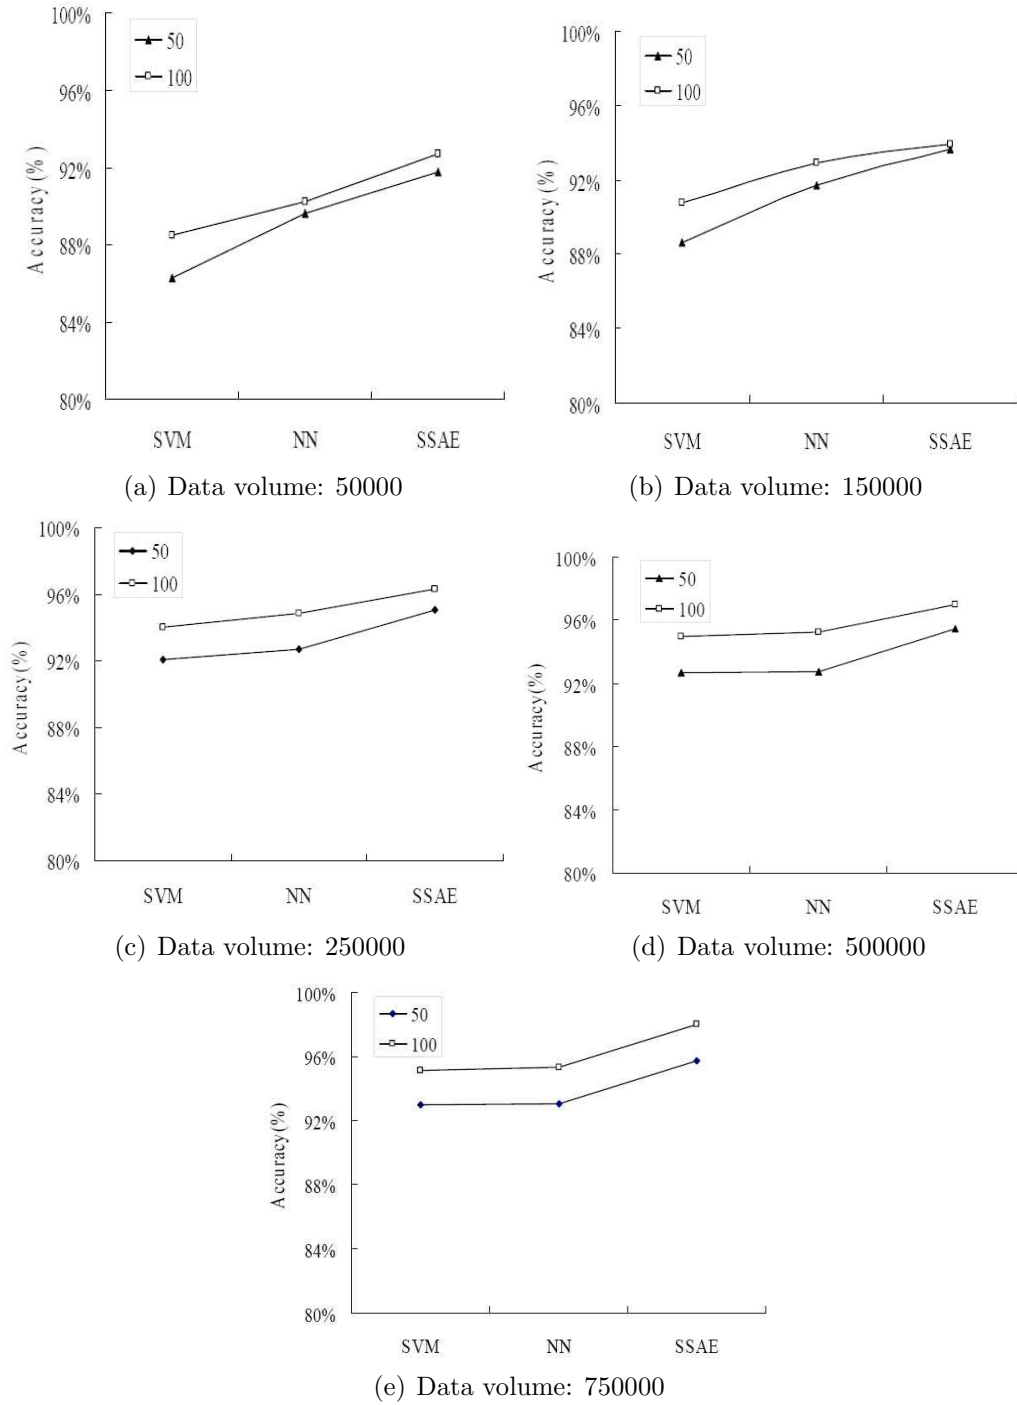 100%
96%
92%
88%
84%
80%
Accuracy(%)
50
100
SVM NN SSAE
(a) Data volume: 50000
100%
96%
92%
88%
84%
80%
Accuracy(%)
50
100
SVM NN SSAE
(b) Data volume: 150000
100%
96%
92%
88%
84%
80%
Accuracy(%)
50
100
SVM NN SSAE
(c) Data volume: 250000
100%
96%
92%
88%
84%
80%
Accuracy(%)
50
100
SVM NN SSAE
(d) Data volume: 500000
100%
96%
92%
88%
84%
80%
Accuracy(%)
50
100
SVM NN SSAE
(e) Data volume: 750000